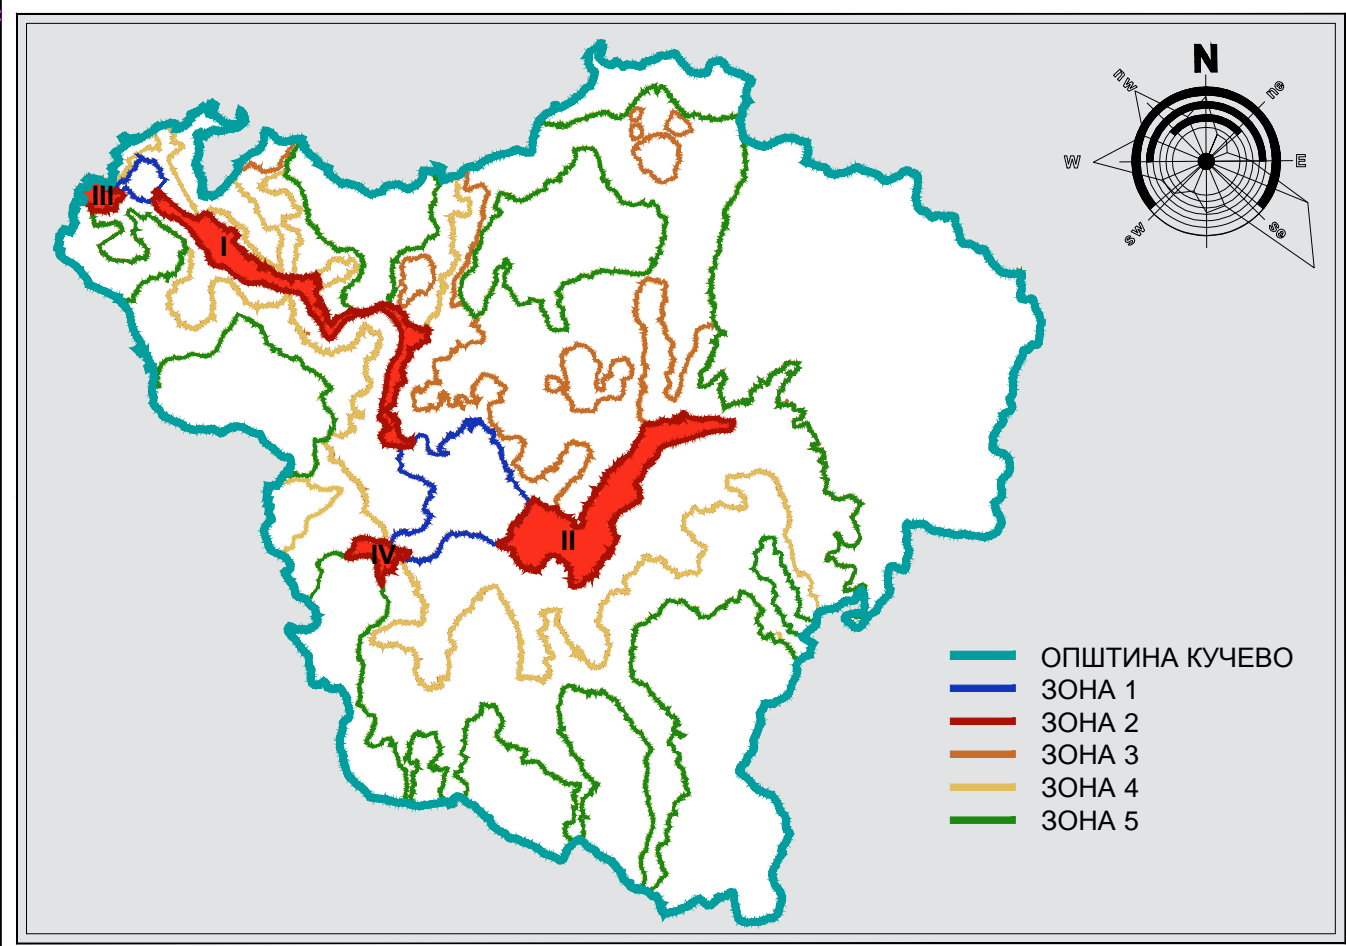 N
nw
ne
W
E
sw
se
III
I
II
IV
ОПШТИНА КУЧЕВО
ЗОНА 1
ЗОНА 2
ЗОНА 3
ЗОНА 4
ЗОНА 5